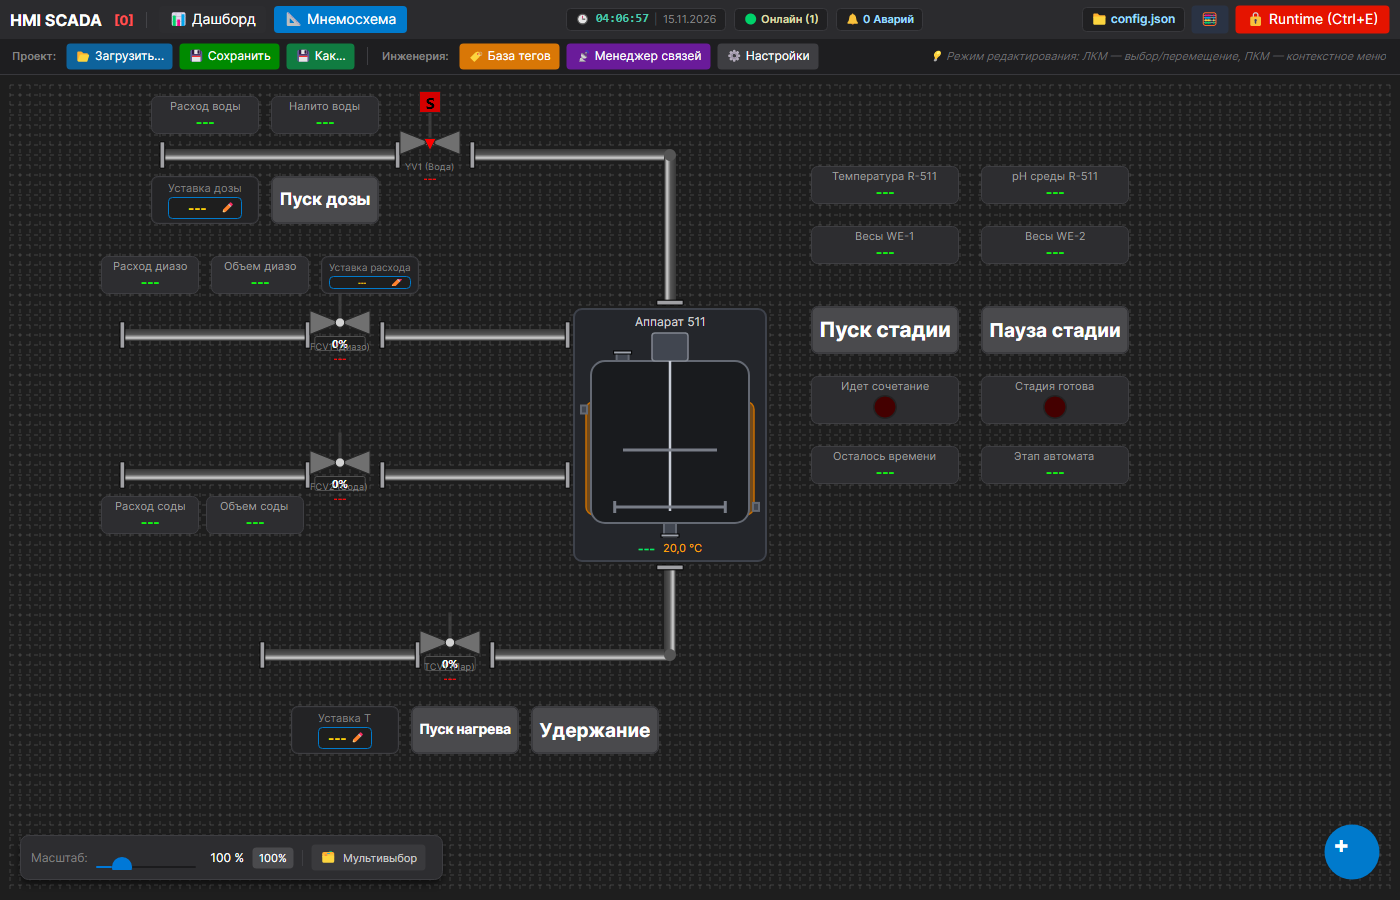 HMI SCADA [0] Дашборд Мнемосхема 04:06:57 15.11.2026 Онлайн (1) 0 Аварий config.json Runtime (Ctrl+E)
Проект: Загрузить... Сохранить Как... Инженерия: База тегов Менеджер связей Настройки Режим редактирования: ЛКМ — выбор/перемещение, ПКМ — контекстное меню
Расход воды
---
Налито воды
---
S
YV1 (Вода)
---
Уставка дозы
---
Пуск дозы
Температура R-511
---
pH среды R-511
---
Весы WE-1
---
Весы WE-2
---
Расход диазо
---
Объем диазо
---
Уставка расхода
---
0%
---
Аппарат 511
Пуск стадии
Пауза стадии
Идет сочетание
Стадия готова
Осталось времени
---
Этап автомата
---
0%
---
Расход соды
---
Объем соды
---
--- 20,0 °C
0%
---
Уставка Т
---
Пуск нагрева
Удержание
Масштаб: 100 % 100% Мультивыбор
+